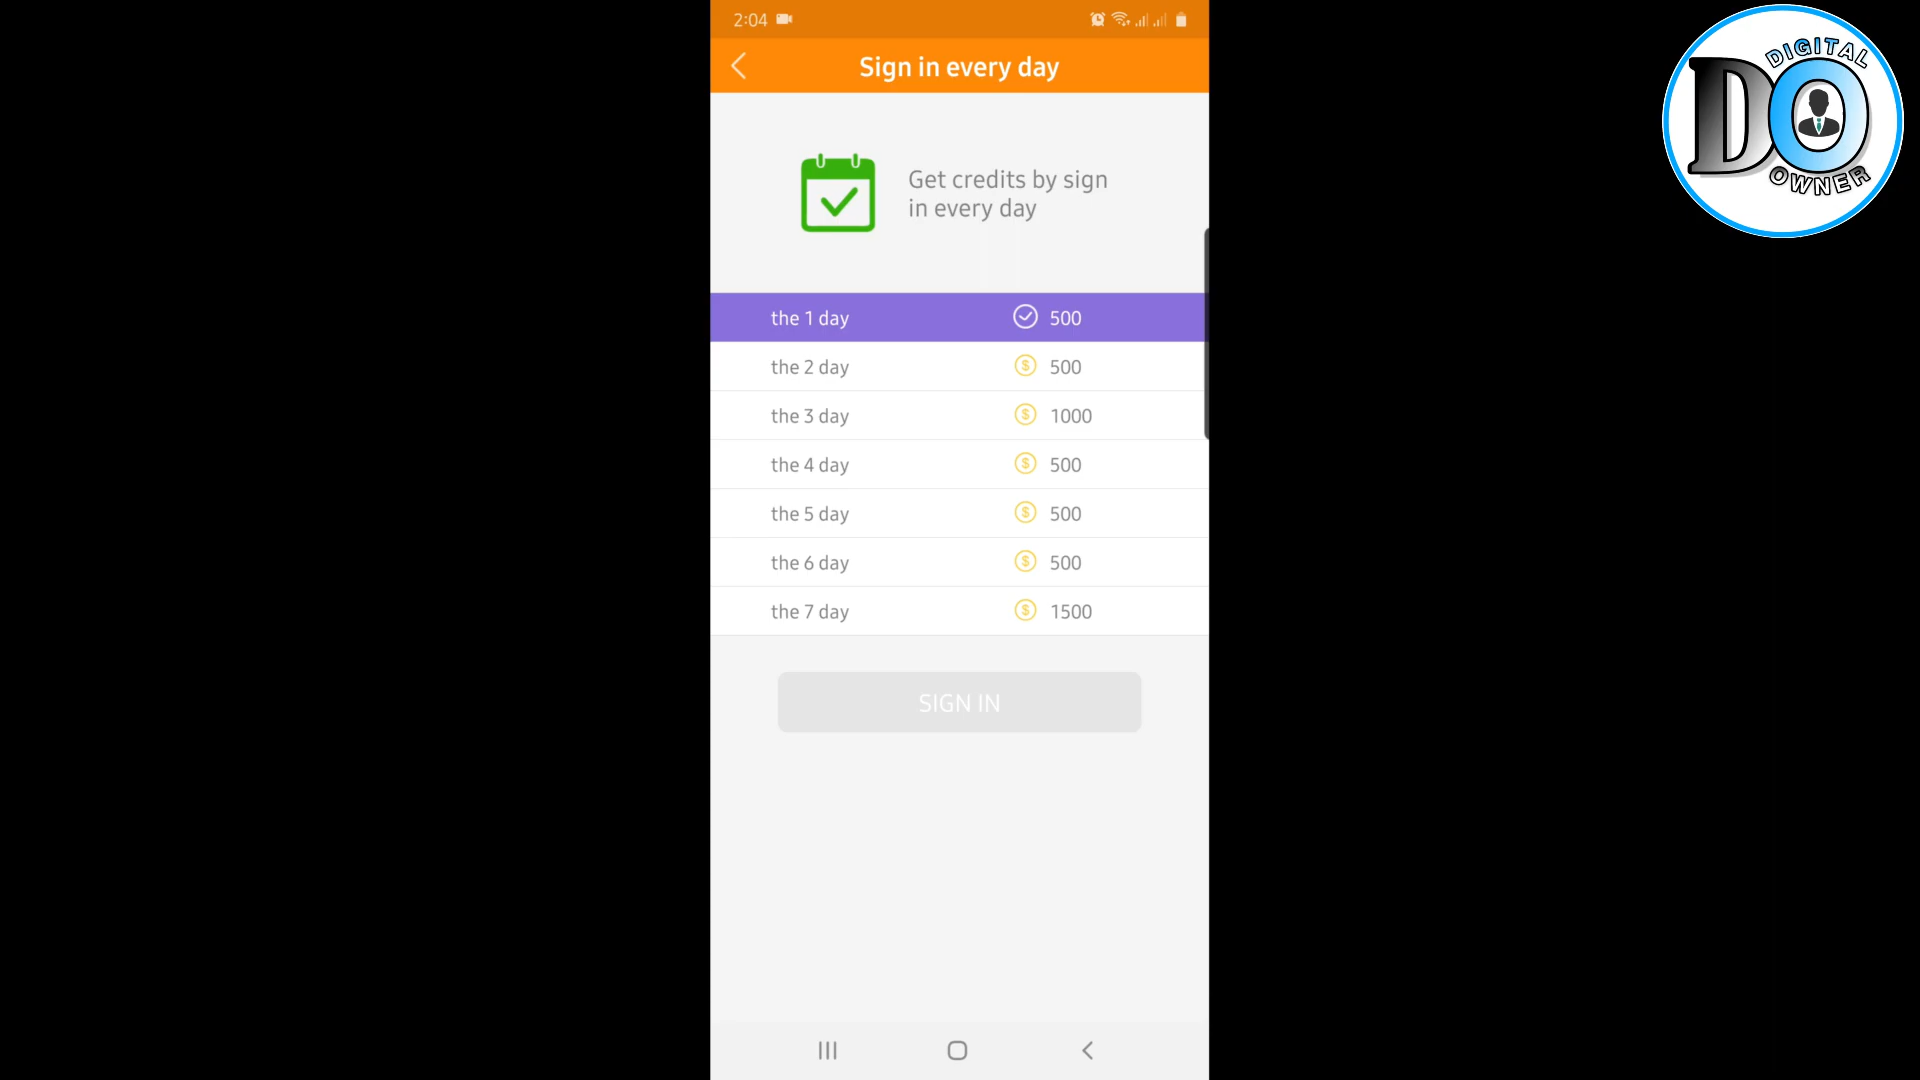 2:04
Sign in every day
Get credits by sign
in every day
the 1 day 500
the 2 day $ 500
the 3 day $ 1000
the 4 day $ 500
the 5 day $ 500
the 6 day $ 500
the 7 day $ 1500
SIGN IN
DIGITAL
DO
OWNER